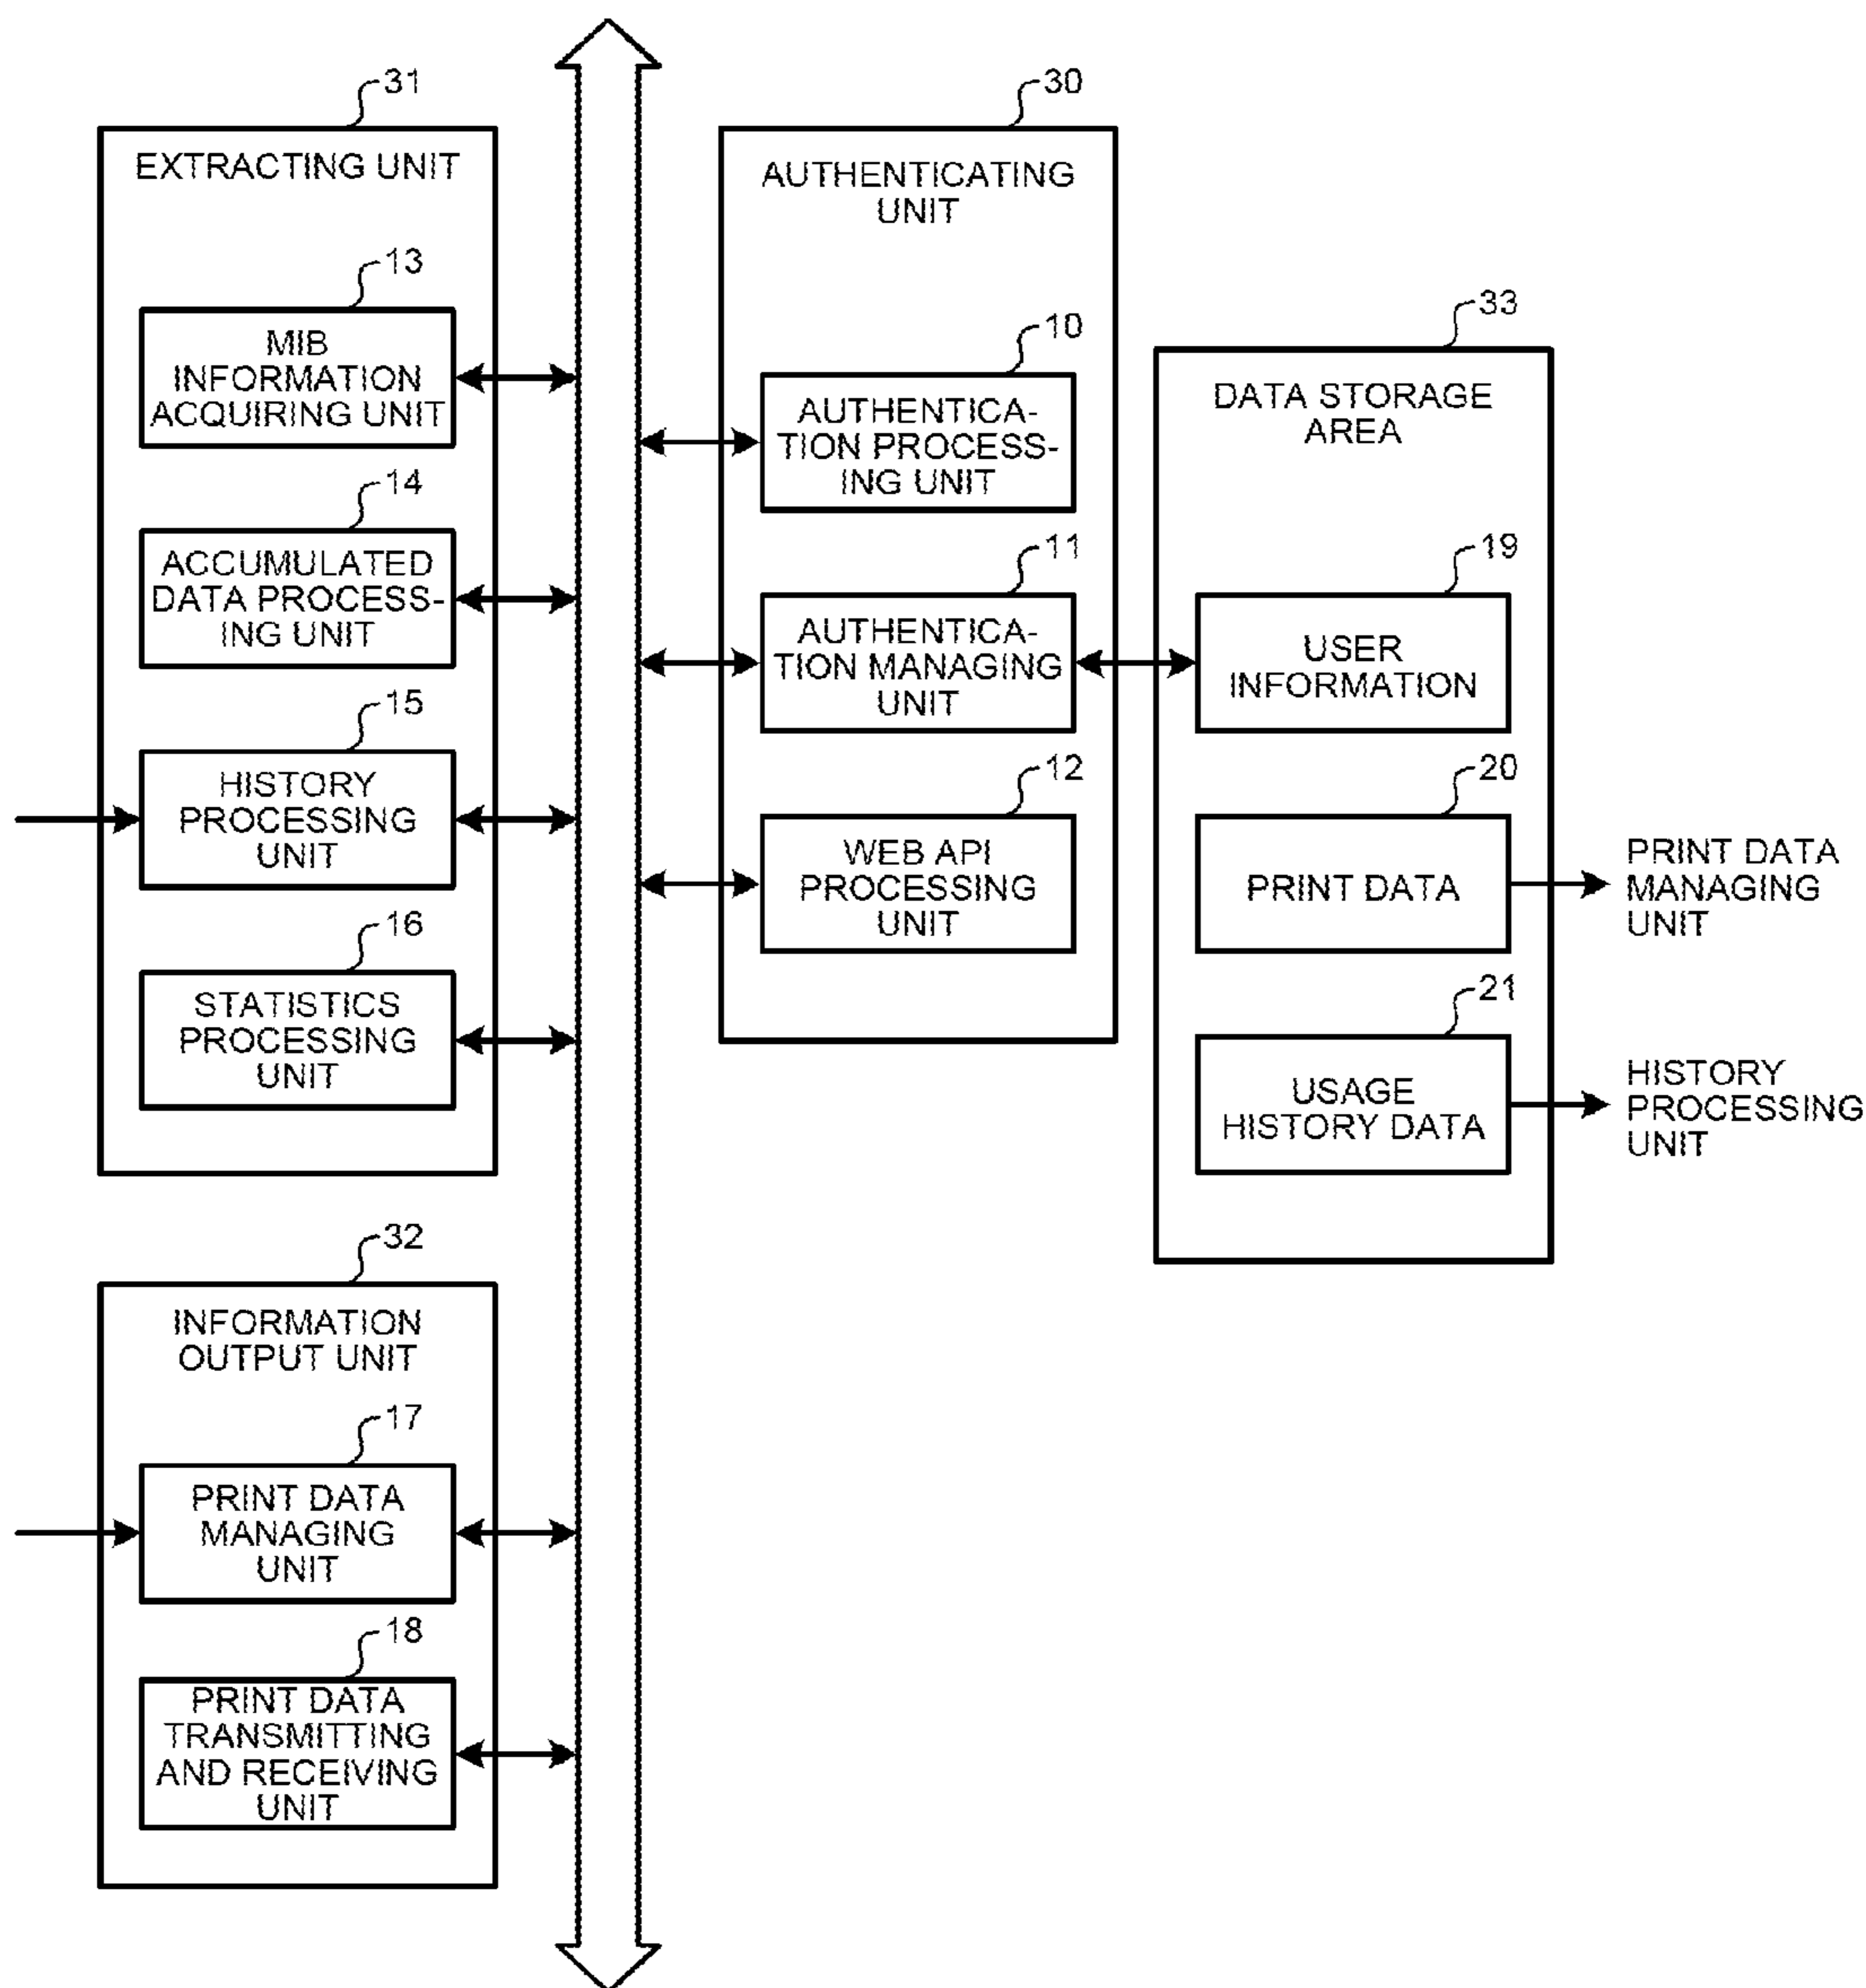 31
EXTRACTING UNIT
13
MIB
INFORMATION
ACQUIRING UNIT
14
ACCUMULATED
DATA PROCESS-
ING UNIT
15
HISTORY
PROCESSING
UNIT
16
STATISTICS
PROCESSING
UNIT
32
INFORMATION
OUTPUT UNIT
17
PRINT DATA
MANAGING
UNIT
18
PRINT DATA
TRANSMITTING
AND RECEIVING
UNIT
30
AUTHENTICATING
UNIT
10
AUTHENTICA-
TION PROCESS-
ING UNIT
11
AUTHENTICA-
TION MANAGING
UNIT
12
WEB API
PROCESSING
UNIT
33
DATA STORAGE
AREA
19
USER
INFORMATION
20
PRINT DATA
21
USAGE
HISTORY DATA
PRINT DATA
MANAGING
UNIT
HISTORY
PROCESSING
UNIT